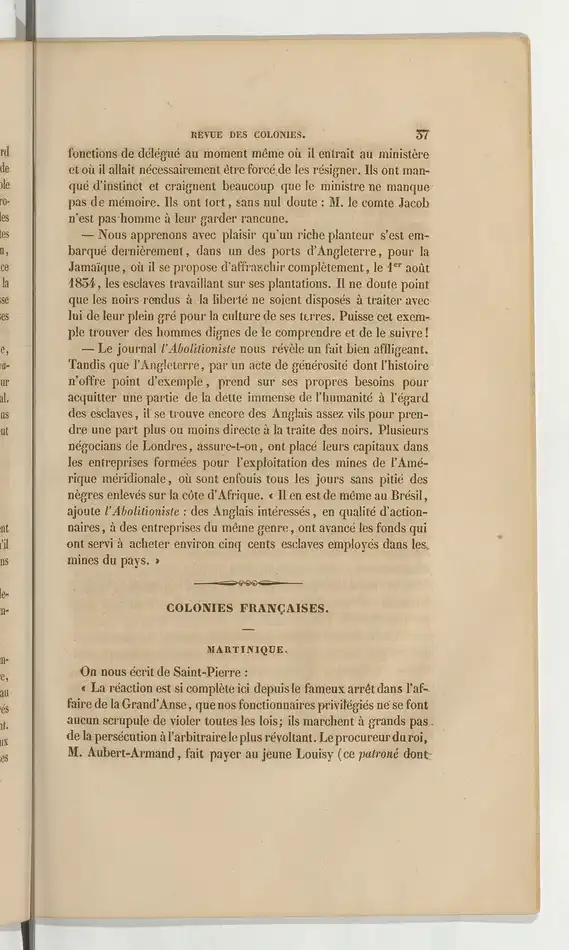 REVUE DES COLONIES. 37
fonctions de délégué au moment même où il entrait au ministère
et où il allait nécessairement être forcé de les résigner. Ils ont man-
qué d'instinct et craignent beaucoup que le ministre ne manque
pas de mémoire. Ils ont tort, sans nul doute : M. le comte Jacob
n'est pas homme à leur garder rancune.
— Nous apprenons avec plaisir qu'un riche planteur s'est em-
barqué dernièrement, dans un des ports d'Angleterre, pour la
Jamaïque, où il se propose d'affranchir complètement, le 1er août
1834, les esclaves travaillant sur ses plantations. Il ne doute point
que les noirs rendus à la liberté ne soient disposés à traiter avec
lui de leur plein gré pour la culture de ses terres. Puisse cet exem-
ple trouver des hommes dignes de le comprendre et de le suivre !
— Le journal l'Abolitioniste nous révèle un fait bien affligeant.
Tandis que l'Angleterre, par un acte de générosité dont l'histoire
n'offre point d'exemple, prend sur ses propres besoins pour
acquitter une partie de la dette immense de l'humanité à l'égard
des esclaves, il se trouve encore des Anglais assez vils pour pren-
dre une part plus ou moins directe à la traite des noirs. Plusieurs
négocians de Londres, assure-t-on, ont placé leurs capitaux dans
les entreprises formées pour l'exploitation des mines de l'Amé-
rique méridionale, où sont enfouis tous les jours sans pitié des
nègres enlevés sur la côte d'Afrique. « Il en est de même au Brésil,
ajoute l'Abolitioniste : des Anglais intéressés, en qualité d'action-
naires, à des entreprises du même genre, ont avancé les fonds qui
ont servi à acheter environ cinq cents esclaves employés dans les
mines du pays. »
COLONIES FRANÇAISES.
MARTINIQUE.
On nous écrit de Saint-Pierre :
« La réaction est si complète ici depuis le fameux arrêt dans l'af-
faire de la Grand'Anse, que nos fonctionnaires privilégiés ne se font
aucun scrupule de violer toutes les lois; ils marchent à grands pas
de la persécution à l'arbitraire le plus révoltant. Le procureur du roi,
M. Aubert-Armand, fait payer au jeune Louisy (ce patroné dont